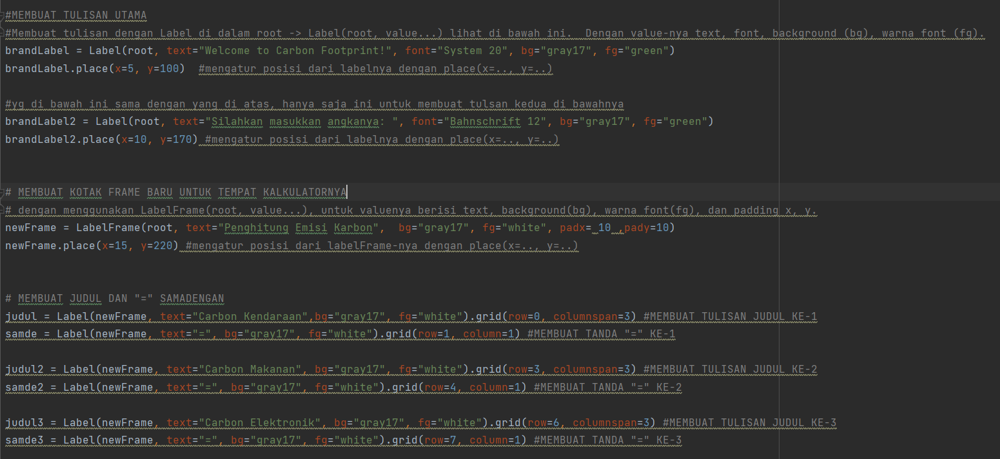 #MEMBUAT TULISAN UTAMA
#Membuat tulisan dengan Label di dalam root -> Label(root, value...) lihat di bawah ini.  Dengan value-nya text, font, background (bg), warna font (fg).
brandLabel = Label(root, text="Welcome to Carbon Footprint!", font="System 20", bg="gray17", fg="green")
brandLabel.place(x=5, y=100)  #mengatur posisi dari labelnya dengan place(x=.., y=..)
#yg di bawah ini sama dengan yang di atas, hanya saja ini untuk membuat tulsan kedua di bawahnya
brandLabel2 = Label(root, text="Silahkan masukkan angkanya: ", font="Bahnschrift 12", bg="gray17", fg="green")
brandLabel2.place(x=10, y=170) #mengatur posisi dari labelnya dengan place(x=.., y=..)
# MEMBUAT KOTAK FRAME BARU UNTUK TEMPAT KALKULATORNYA
# dengan menggunakan LabelFrame(root, value...), untuk valuenya berisi text, background(bg), warna font(fg), dan padding x, y.
newFrame = LabelFrame(root, text="Penghitung Emisi Karbon",  bg="gray17", fg="white", padx= 10 ,pady=10)
newFrame.place(x=15, y=220) #mengatur posisi dari labelFrame-nya dengan place(x=.., y=..)
# MEMBUAT JUDUL DAN "=" SAMADENGAN
judul = Label(newFrame, text="Carbon Kendaraan",bg="gray17", fg="white").grid(row=0, columnspan=3) #MEMBUAT TULISAN JUDUL KE-1
samde = Label(newFrame, text="=", bg="gray17", fg="white").grid(row=1, column=1) #MEMBUAT TANDA "=" KE-1
judul2 = Label(newFrame, text="Carbon Makanan", bg="gray17", fg="white").grid(row=3, columnspan=3) #MEMBUAT TULISAN JUDUL KE-2
samde2 = Label(newFrame, text="=", bg="gray17", fg="white").grid(row=4, column=1) #MEMBUAT TANDA "=" KE-2
judul3 = Label(newFrame, text="Carbon Elektronik", bg="gray17", fg="white").grid(row=6, columnspan=3) #MEMBUAT TULISAN JUDUL KE-3
samde3 = Label(newFrame, text="=", bg="gray17", fg="white").grid(row=7, column=1) #MEMBUAT TANDA "=" KE-3